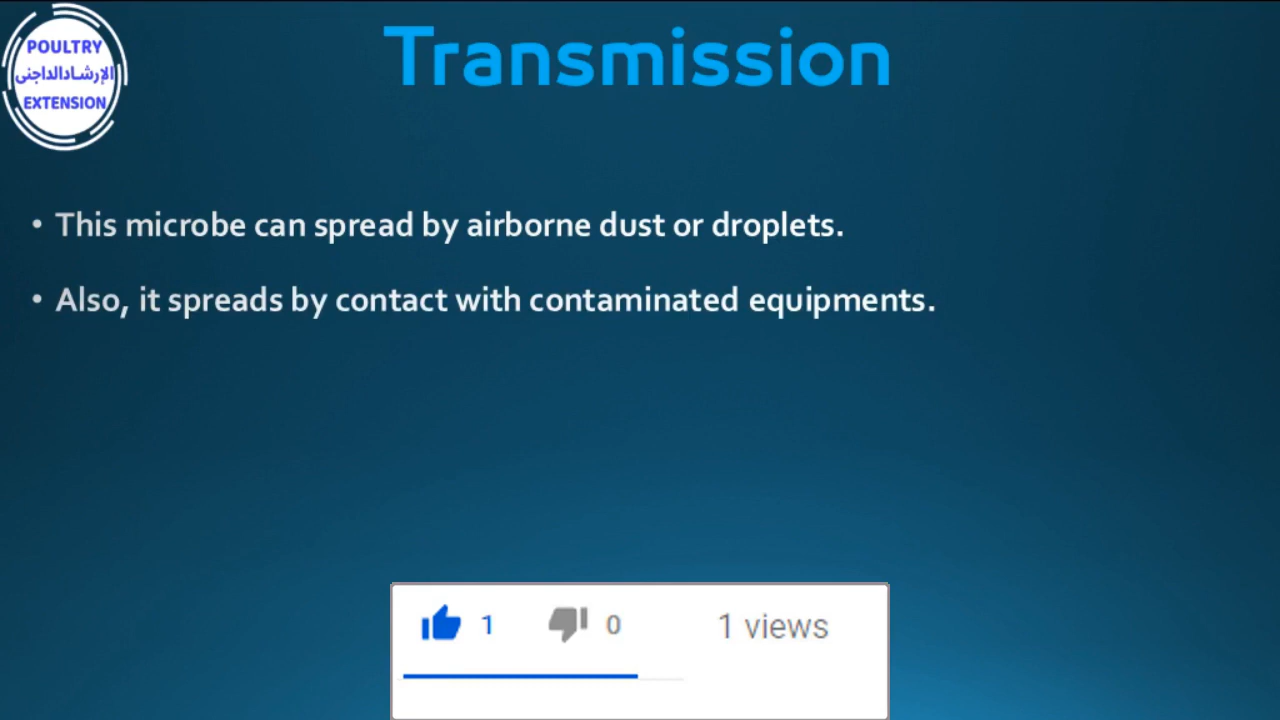 POULTRY
الإرشادالداجنى
EXTENSION
Transmission
• This microbe can spread by airborne dust or droplets.
• Also, it spreads by contact with contaminated equipments.
1 0 1 views